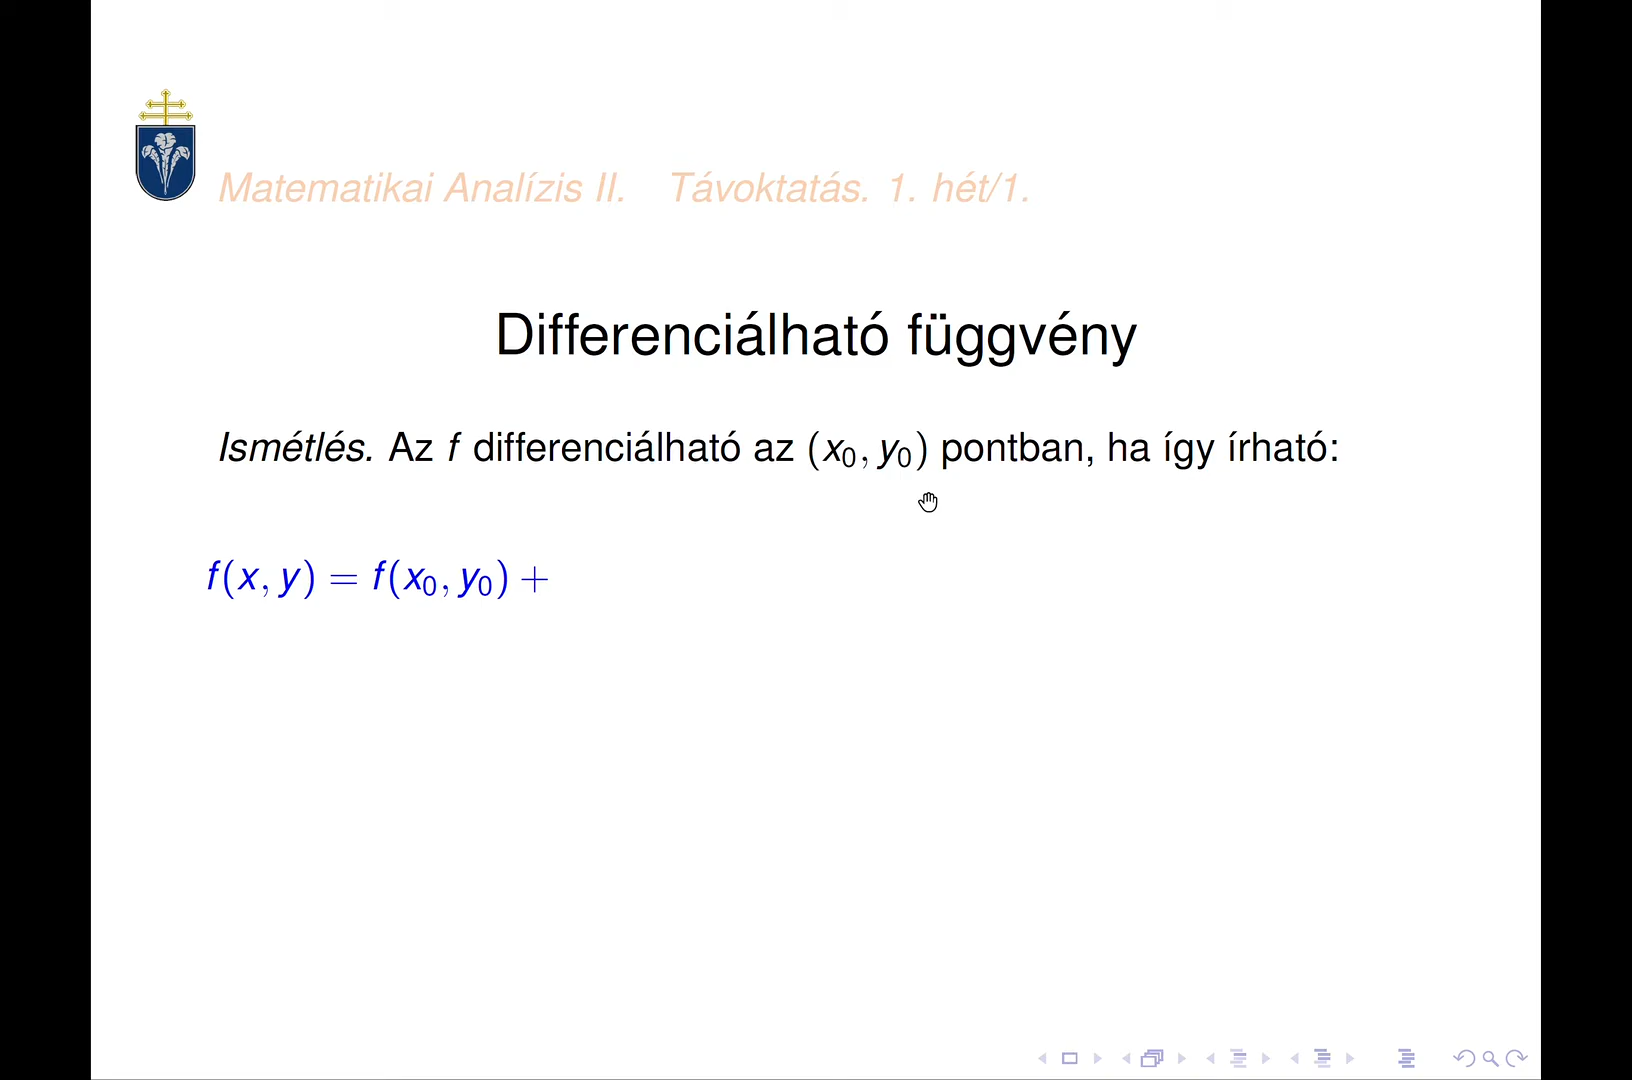 Matematikai Analízis II. Távoktatás. 1. hét/1.
Differenciálható függvény
Ismétlés. Az f differenciálható az (x₀, y₀) pontban, ha így írható:
f(x, y) = f(x₀, y₀) +